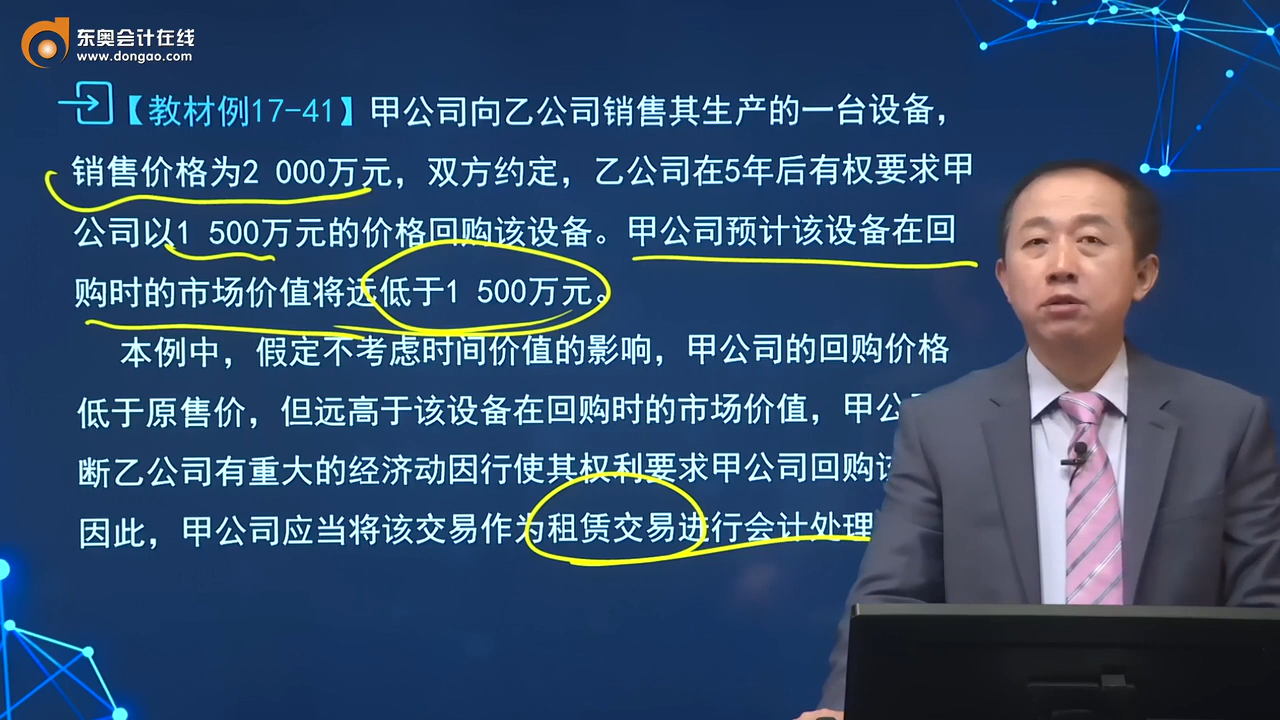 东奥会计在线
www.dongao.com
【教材例17-41】甲公司向乙公司销售其生产的一台设备，
销售价格为2 000万元，双方约定，乙公司在5年后有权要求甲
公司以1 500万元的价格回购该设备。甲公司预计该设备在回
购时的市场价值将远低于1 500万元。
本例中，假定不考虑时间价值的影响，甲公司的回购价格
低于原售价，但远高于该设备在回购时的市场价值，甲公
断乙公司有重大的经济动因行使其权利要求甲公司回购该
因此，甲公司应当将该交易作为租赁交易进行会计处理